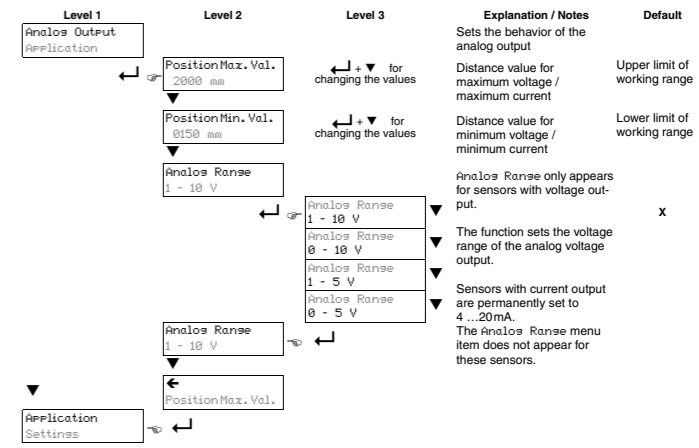 Level 1 Level 2 Level 3 Explanation / Notes Default
Analog Output
Application
Sets the behavior of the
analog output
Position Max. Val.
2000 mm
+ ▼ for
changing the values
Distance value for
maximum voltage /
maximum current
Upper limit of
working range
Position Min. Val.
0150 mm
+ ▼ for
changing the values
Distance value for
minimum voltage /
minimum current
Lower limit of
working range
Analog Range
1 - 10 V
Analog Range only appears
for sensors with voltage out-
put.
Analog Range
1 - 10 V
X
Analog Range
0 - 10 V
The function sets the voltage
range of the analog voltage
output.
Analog Range
1 - 5 V
Analog Range
0 - 5 V
Sensors with current output
are permanently set to
4 …20 mA.
The Analog Range menu
item does not appear for
these sensors.
Analog Range
1 - 10 V
Position Max. Val.
Application
Settings